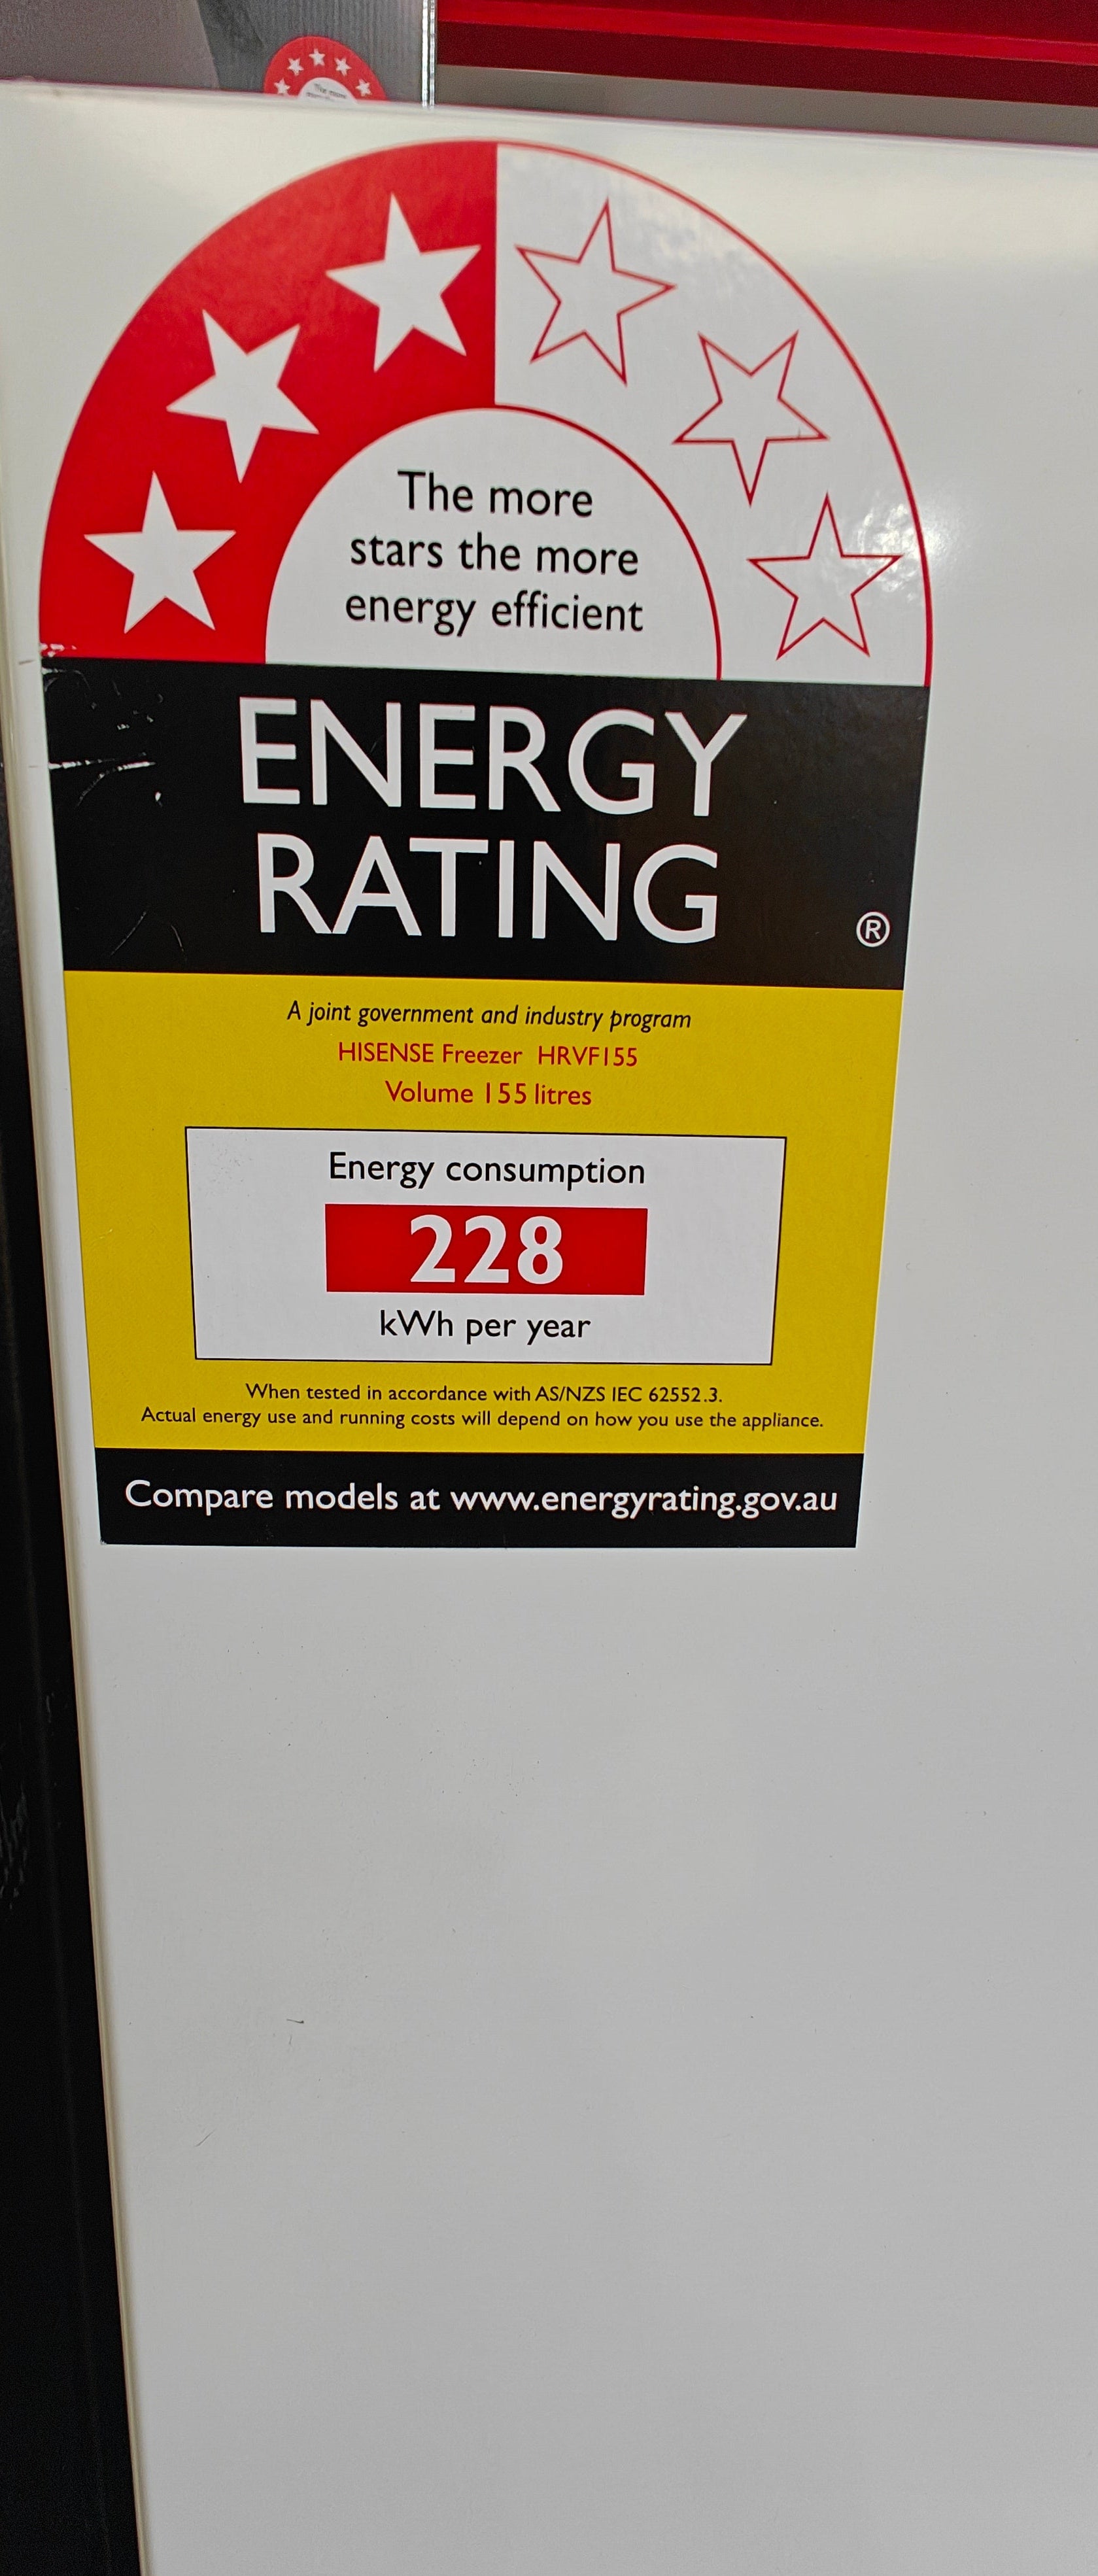 The more
The more
stars the more
energy efficient
ENERGY
RATING
®
A joint government and industry program
HISENSE Freezer HRVF155
Volume 155 litres
Energy consumption
228
kWh per year
When tested in accordance with AS/NZS IEC 62552.3.
Actual energy use and running costs will depend on how you use the appliance.
Compare models at www.energyrating.gov.au